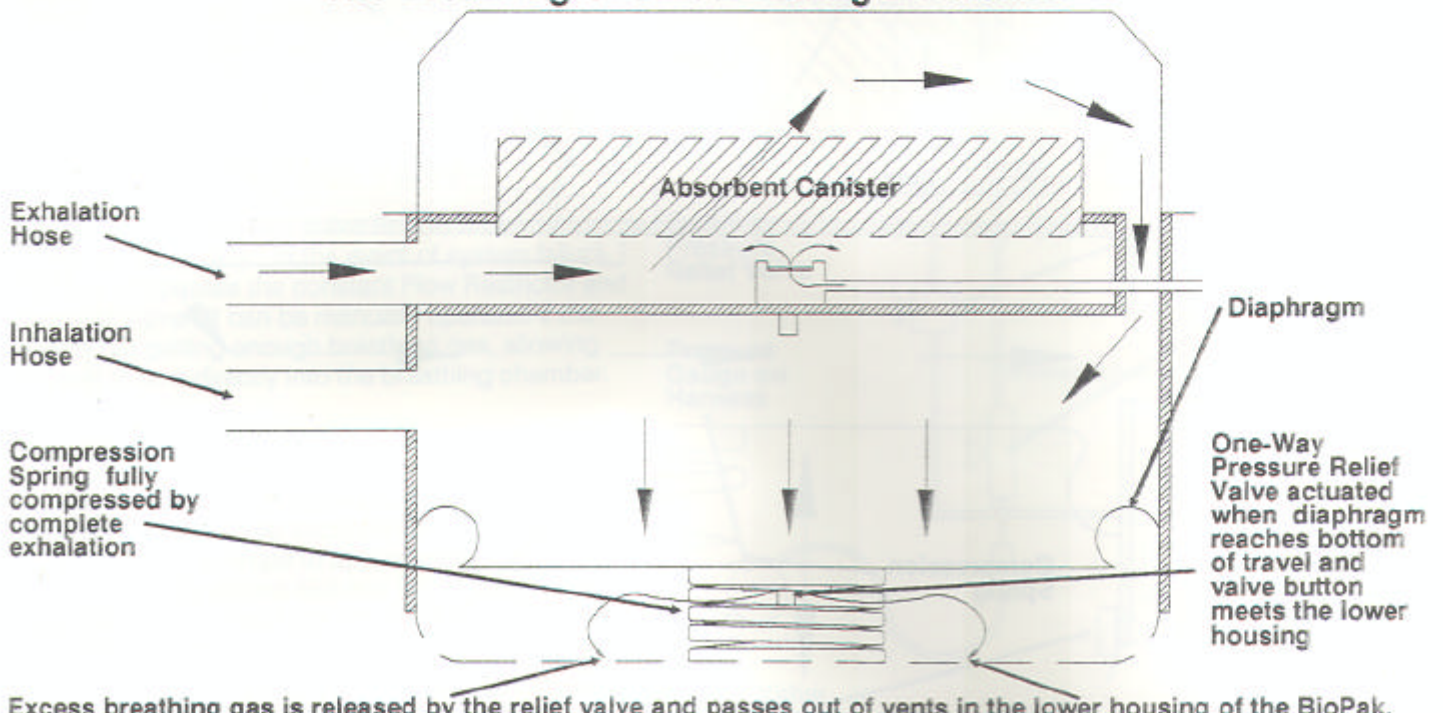 Absorbent Canister
Exhalation
Hose
Inhalation
Hose
Diaphragm
Compression
Spring fully
compressed by
complete
exhalation
One-Way
Pressure Relief
Valve actuated
when diaphragm
reaches bottom
of travel and
valve button
meets the lower
housing
Excess breathing gas is released by the relief valve and passes out of vents in the lower housing of the BioPak.